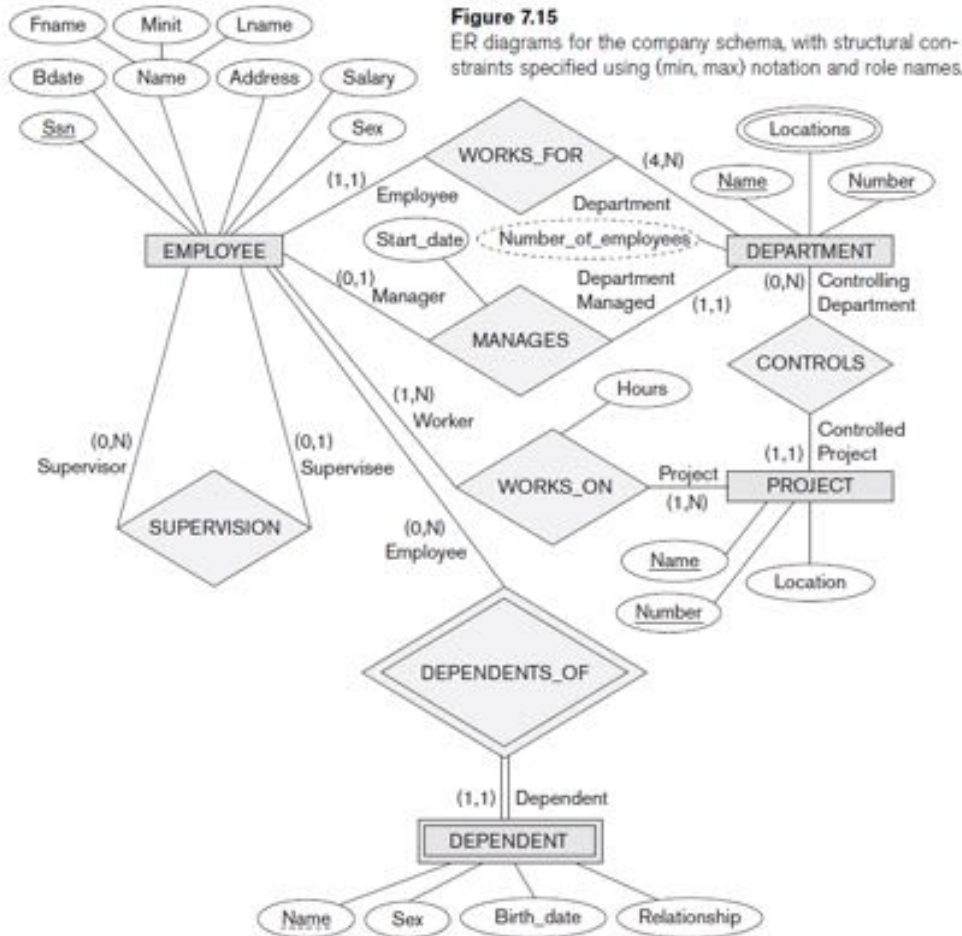 Figure 7.15
ER diagrams for the company schema, with structural con-
straints specified using (min, max) notation and role names.
Fname
Minit
Lname
Bdate
Name
Address
Salary
Ssn
Sex
WORKS_FOR
(1,1)
Employee
(4,N)
Department
Locations
Name
Number
Start_date
Number_of_employees
EMPLOYEE
DEPARTMENT
(0,1)
Manager
Department
Managed
(1,1)
(0,N)
Controlling
Department
MANAGES
CONTROLS
Hours
(1,N)
Worker
(0,N)
Supervisor
(0,1)
Supervisee
Controlled
Project
(1,1)
WORKS_ON
Project
(1,N)
PROJECT
SUPERVISION
(0,N)
Employee
Name
Number
Location
DEPENDENTS_OF
(1,1)
Dependent
DEPENDENT
Name
Sex
Birth_date
Relationship